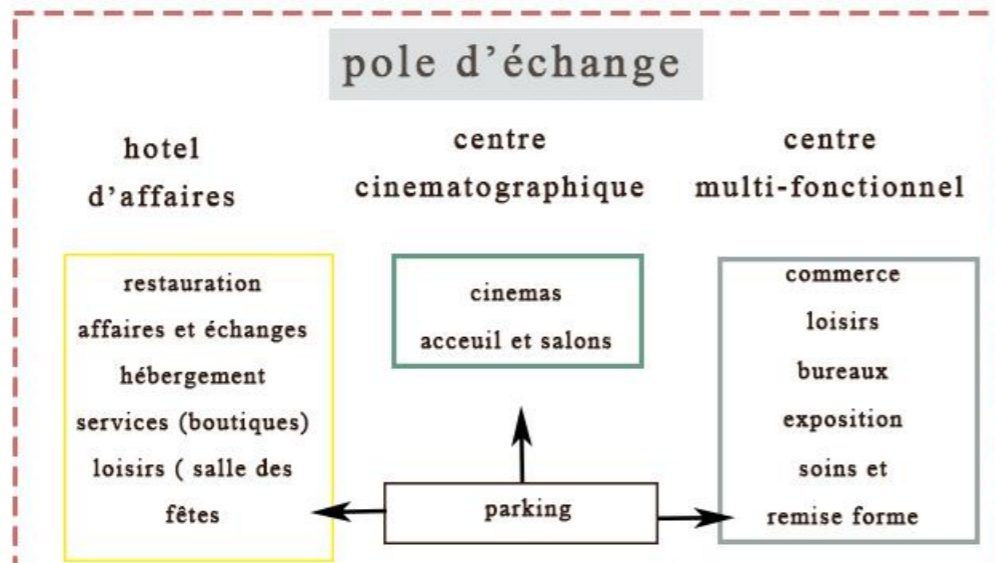 pole d'échange
hotel
d'affaires
centre
cinematographique
centre
multi-fonctionnel
restauration
affaires et échanges
hébergement
services (boutiques)
loisirs ( salle des
fêtes
cinemas
acceuil et salons
commerce
loisirs
bureaux
exposition
soins et
remise forme
parking